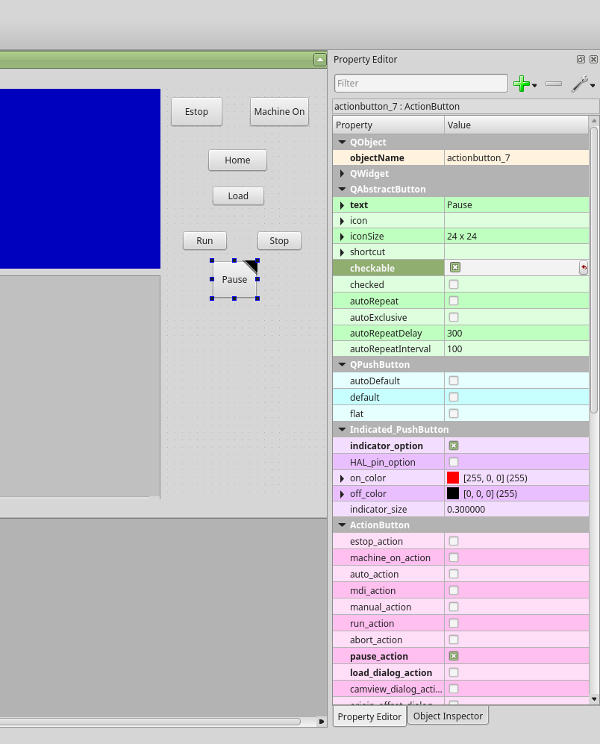 Estop
Machine On
Home
Load
Run
Stop
Pause
Property Editor
Filter
actionbutton_7 : ActionButton
Property Value
QObject
objectName actionbutton_7
QWidget
QAbstractButton
text Pause
icon
iconSize 24 x 24
shortcut
checkable
checked
autoRepeat
autoExclusive
autoRepeatDelay 300
autoRepeatInterval 100
QPushButton
autoDefault
default
flat
Indicated_PushButton
indicator_option
HAL_pin_option
on_color [255, 0, 0] (255)
off_color [0, 0, 0] (255)
indicator_size 0.300000
ActionButton
estop_action
machine_on_action
auto_action
mdi_action
manual_action
run_action
abort_action
pause_action
load_dialog_action
camview_dialog_acti...
Property Editor Object Inspector